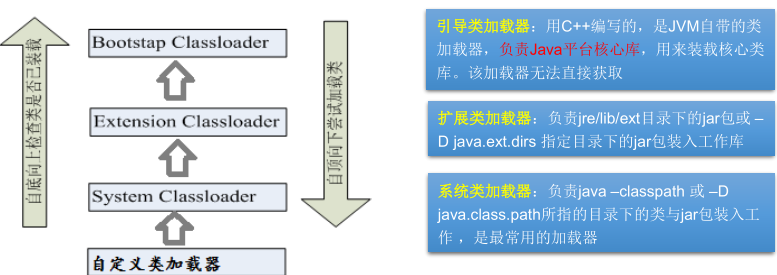 自底向上检查类是否已装载
Bootstap Classloader
Extension Classloader
System Classloader
自定义类加载器
自顶向下尝试加载类
引导类加载器：用C++编写的，是JVM自带的类
加载器，负责Java平台核心库，用来装载核心类
库。该加载器无法直接获取
扩展类加载器：负责jre/lib/ext目录下的jar包或 –
D java.ext.dirs 指定目录下的jar包装入工作库
系统类加载器：负责java –classpath 或 –D
java.class.path所指的目录下的类与jar包装入工
作 ，是最常用的加载器